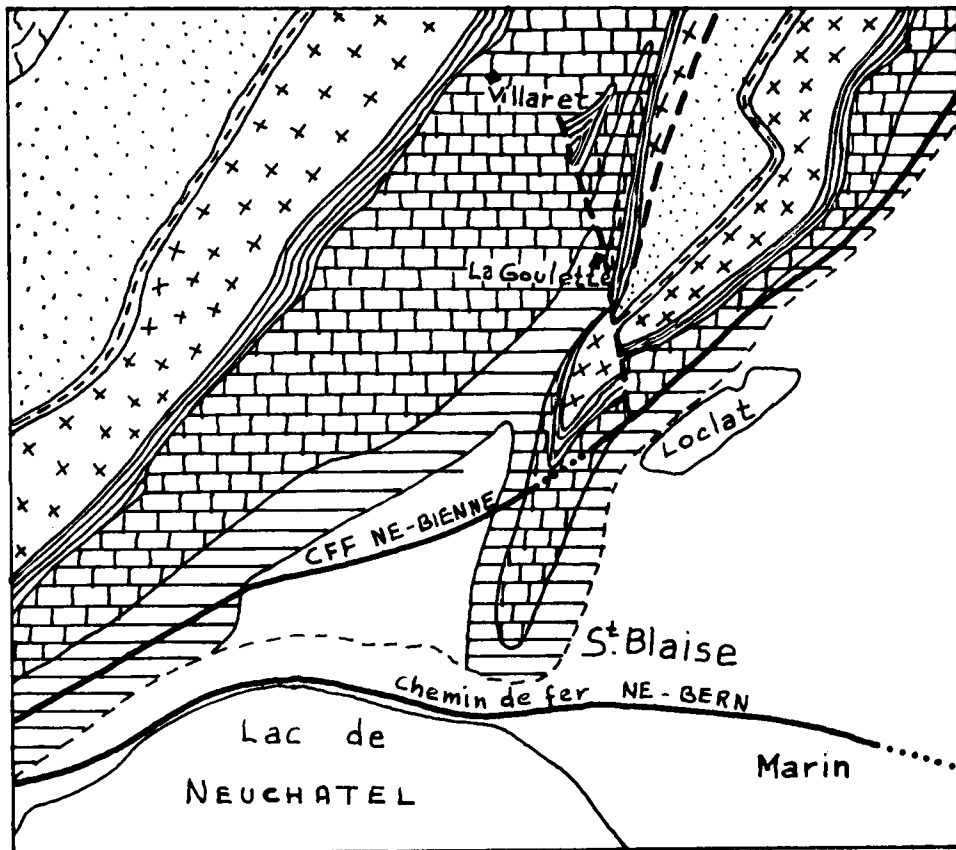 Villaret
La Goulette
Loclat
CFF NE-BIENNE
St. Blaise
Chemin de fer NE-BERN
Lac de
NEUCHATEL
Marin